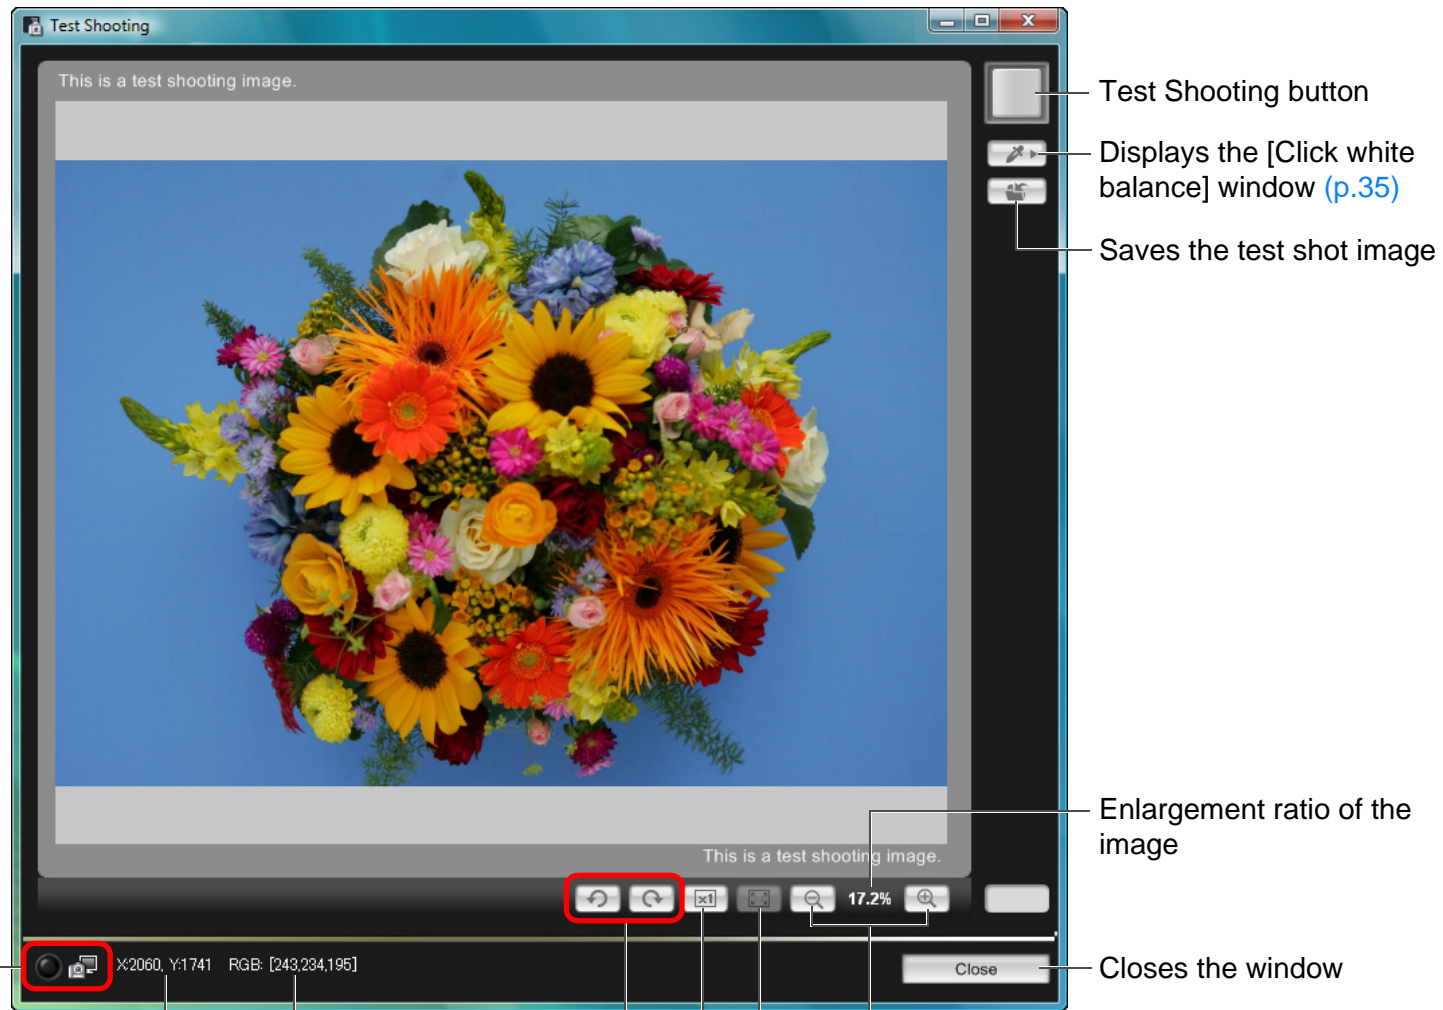 Test Shooting
This is a test shooting image.
Test Shooting button
Displays the [Click white
balance] window (p.35)
Saves the test shot image
Enlargement ratio of the
image
This is a test shooting image.
x1
17.2%
X:2060, Y:1741 RGB: [243,234,195]
Close
Closes the window